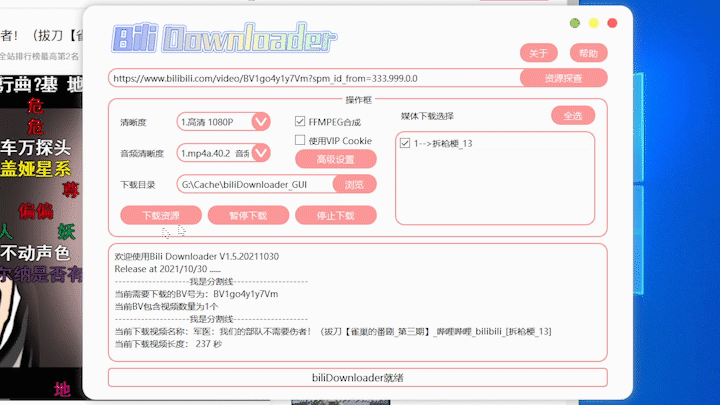 Bili Downloader
关于
帮助
https://www.bilibili.com/video/BV1go4y1y7Vm?spm_id_from=333.999.0.0
资源探查
操作框
清晰度
1.高清 1080P
FFMPEG合成
媒体下载选择
全选
使用VIP Cookie
1-->拆枪梗_13
音频清晰度
1.mp4a.40.2
高级设置
下载目录
G:\Cache\biliDownloader_GUI
浏览
下载资源
暂停下载
停止下载
欢迎使用Bili Downloader V1.5.20211030
Release at 2021/10/30 ......
--------------------我是分割线--------------------
当前需要下载的BV号为：BV1go4y1y7Vm
当前BV包含视频数量为1个
--------------------我是分割线--------------------
当前下载视频名称：军医：我们的部队不需要伤者！（拔刀【雀巢の番剧_第三期】_哔哩哔哩_bilibili_[拆枪梗_13]
当前下载视频长度： 237 秒
biliDownloader就绪
者！（拔刀【雀
全站排行榜最高第2名
行曲?基 地
危
危
车万探头
盖娅星系
尊
偏偏
人 妖
不动声色
尔纳是否有
地